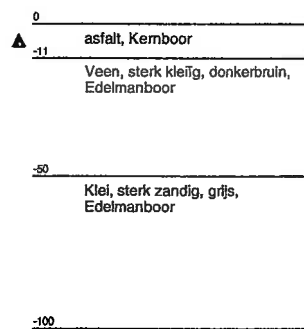 0
asfalt, Kernboor
-11
Veen, sterk kleiïg, donkerbruin,
Edelmanboor
-50
Klei, sterk zandig, grijs,
Edelmanboor
-100